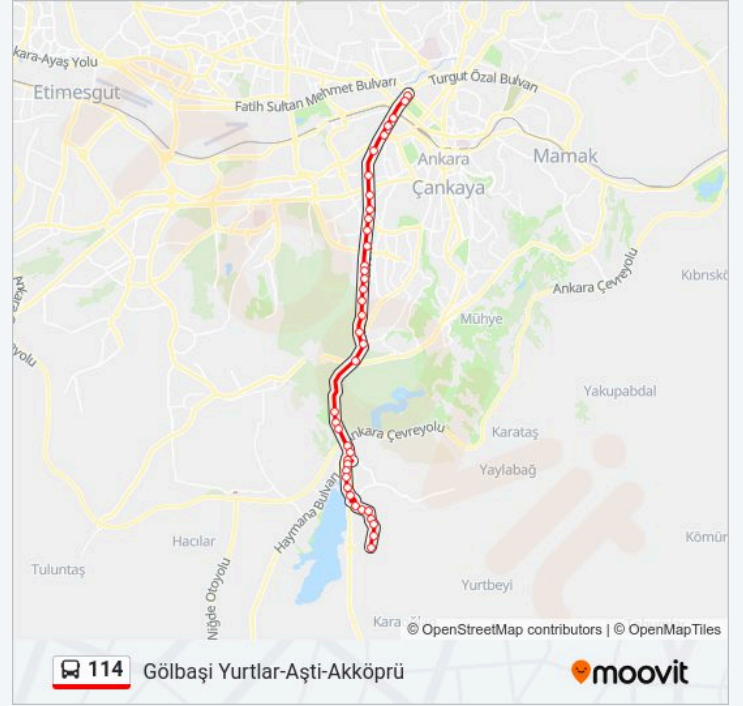 kara-Ayaş Yolu
Etimesgut
Fatih Sultan Mehmet Bulvarı
Turgut Özal Bulvarı
Ankara
Çankaya
Mamak
Ankara Çevreyolu
Kıbrıskö
Mühye
Yakupabdal
Karataş
Ankara Çevreyolu
Yaylabağ
Haymana Bulvarı
Hacılar
Tuluntaş
Niğde Otoyolu
Kömür
Yurtbeyi
© OpenStreetMap contributors | © OpenMapTiles
114 Gölbaşi Yurtlar-Aşti-Akköprü
moovit